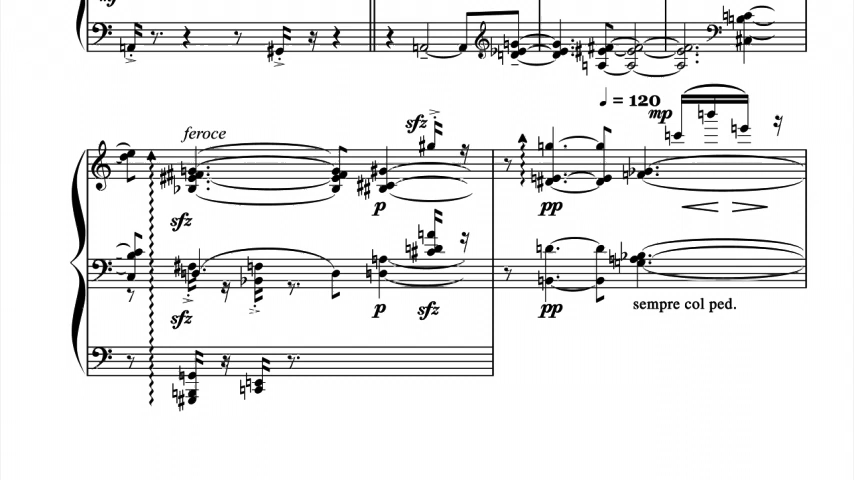 = 120
feroce
sfz
mp
sfz
p
pp
sfz
p
sfz
pp
sempre col ped.